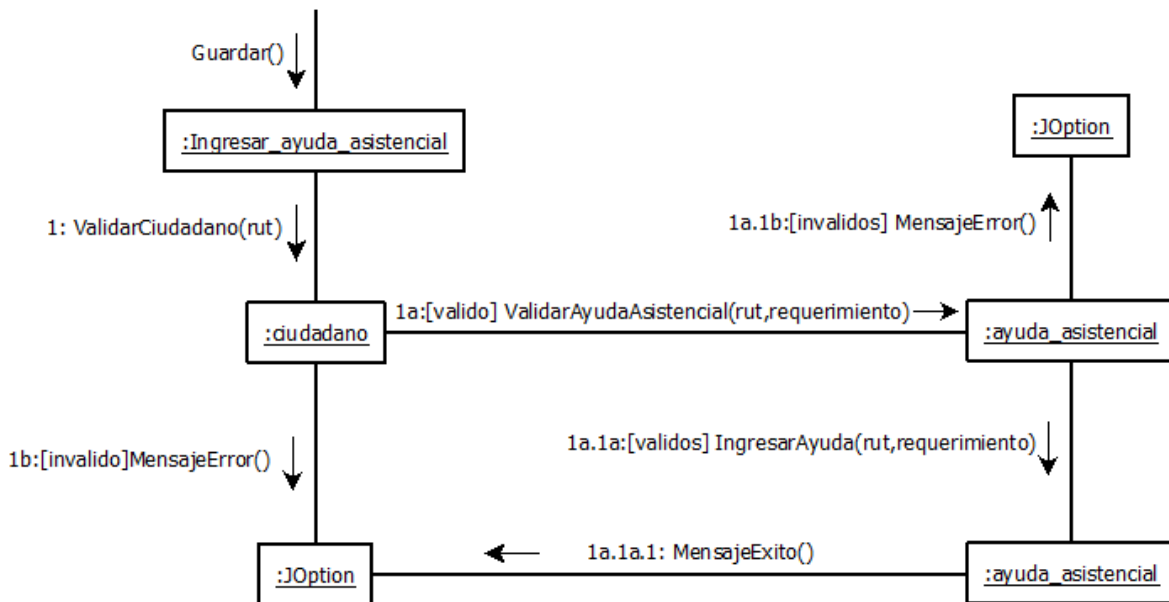 Guardar()
:Ingresar_ayuda_asistencial
:JOption
1: ValidarCiudadano(rut)
1a.1b:[invalidos] MensajeError()
1a:[valido] ValidarAyudaAsistencial(rut,requerimiento)
:ciudadano
:ayuda_asistencial
1a.1a:[validos] IngresarAyuda(rut,requerimiento)
1b:[invalido]MensajeError()
1a.1a.1: MensajeExito()
:JOption
:ayuda_asistencial